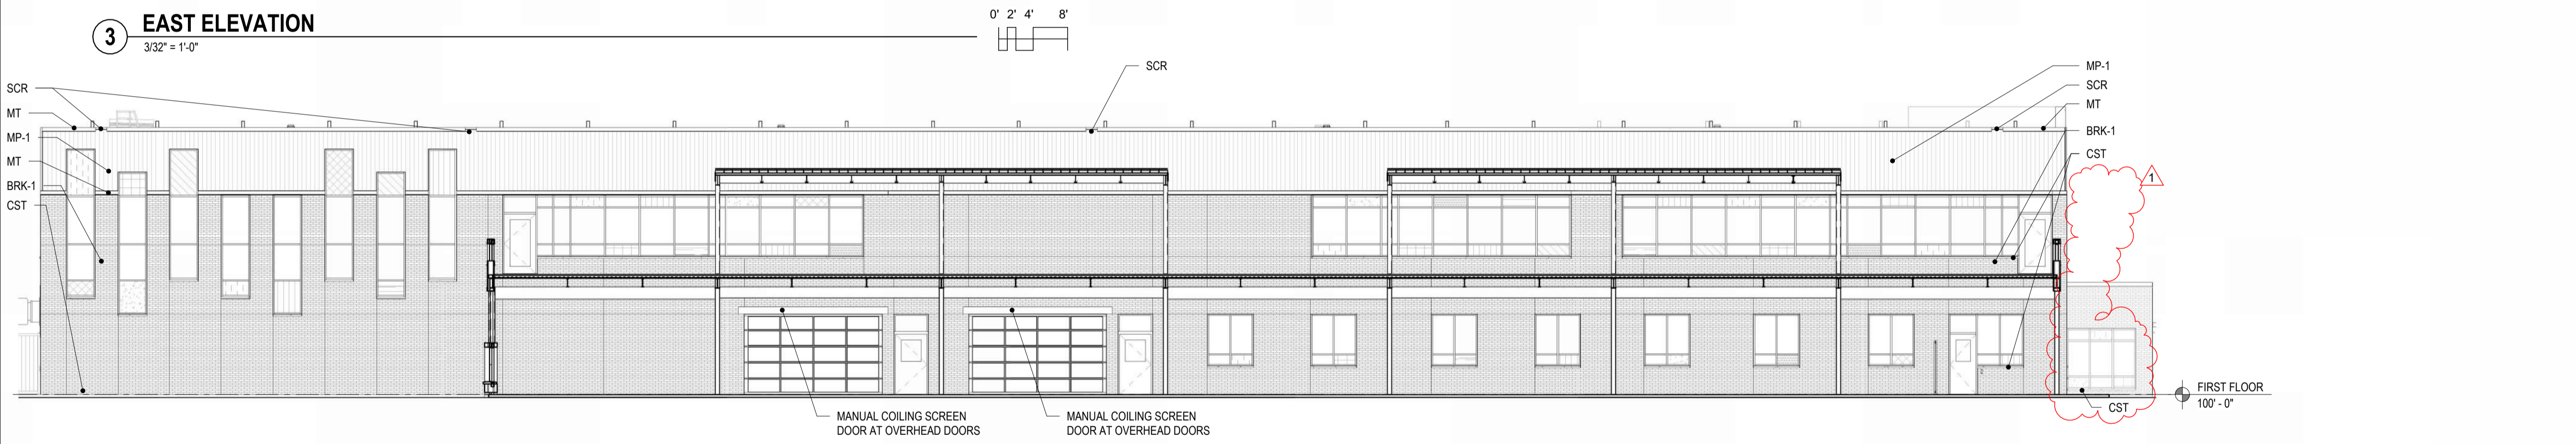 3
EAST ELEVATION
3/32" = 1'-0"
0' 2' 4' 8'
SCR
MT
MP-1
MT
BRK-1
CST
SCR
MP-1
SCR
MT
BRK-1
CST
1
MANUAL COILING SCREEN
DOOR AT OVERHEAD DOORS
MANUAL COILING SCREEN
DOOR AT OVERHEAD DOORS
CST
FIRST FLOOR
100' - 0"